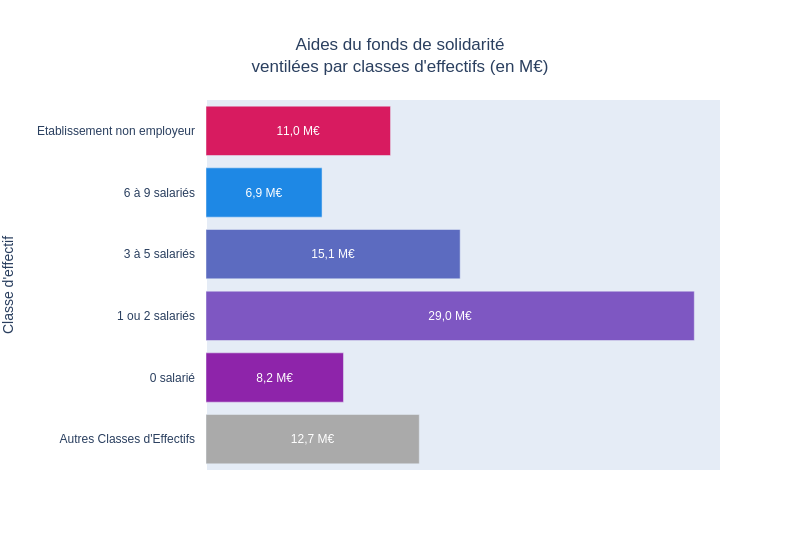 Aides du fonds de solidarité
ventilées par classes d'effectifs (en M€)
Classe d'effectif
Etablissement non employeur
11,0 M€
6 à 9 salariés
6,9 M€
3 à 5 salariés
15,1 M€
1 ou 2 salariés
29,0 M€
0 salarié
8,2 M€
Autres Classes d'Effectifs
12,7 M€